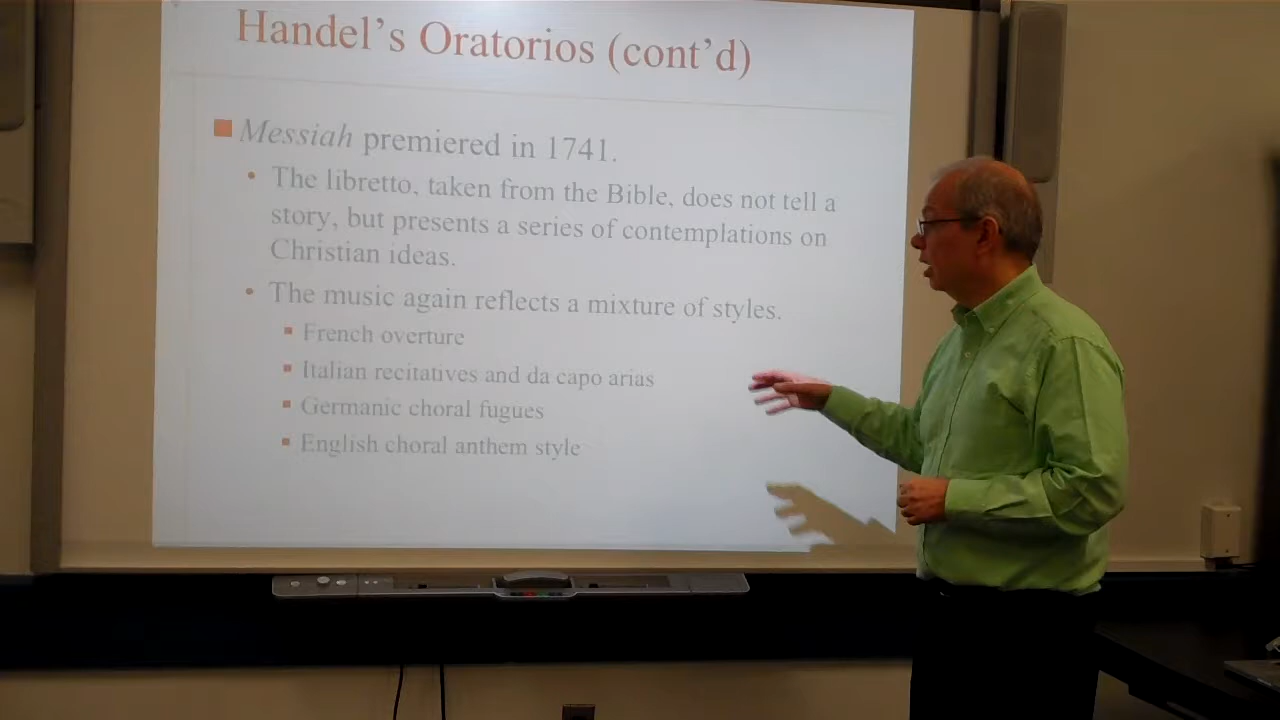 Handel's Oratorios (cont'd)
Messiah premiered in 1741.
The libretto, taken from the Bible, does not tell a
story, but presents a series of contemplations on
Christian ideas.
The music again reflects a mixture of styles.
French overture
Italian recitatives and da capo arias
Germanic choral fugues
English choral anthem style